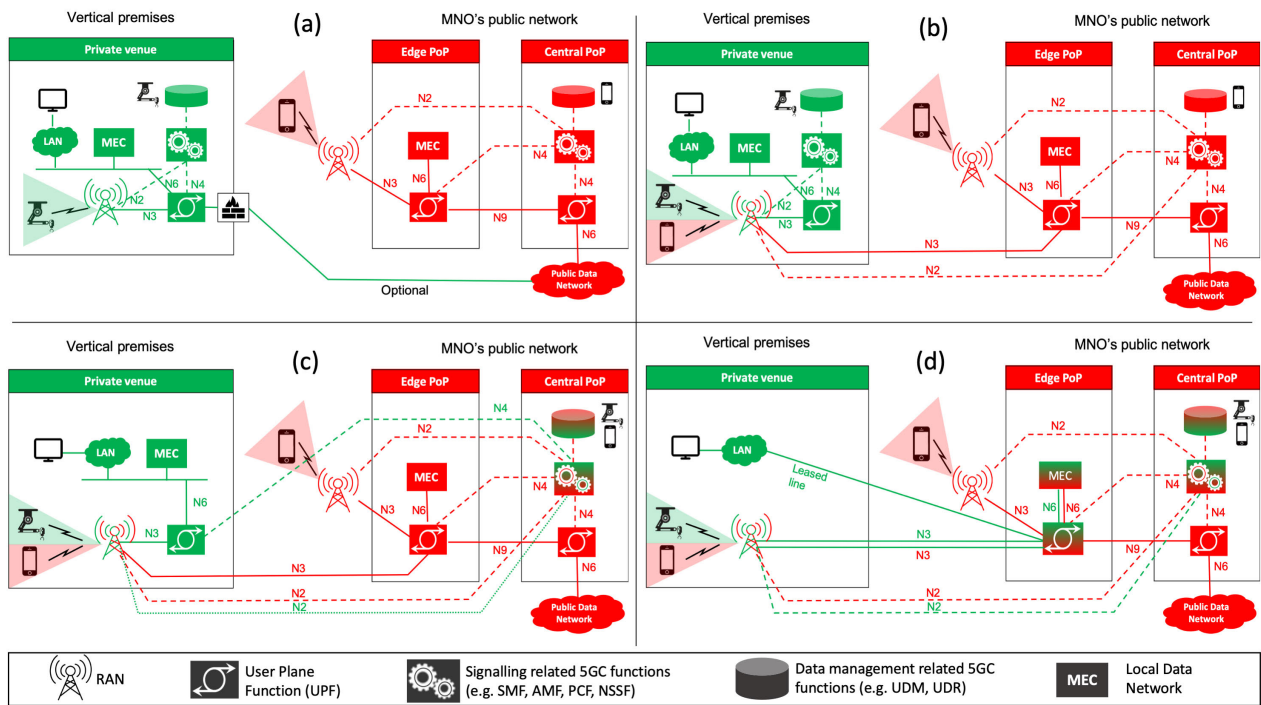 Vertical premises
(a)
MNO's public network
Private venue
Edge PoP
Central PoP
LAN
MEC
N6
N4
N2
N3
N2
MEC
N4
N3
N6
N4
N9
N6
Optional
Public Data
Network
Vertical premises
(b)
MNO's public network
Private venue
Edge PoP
Central PoP
LAN
MEC
N6
N4
N2
N3
N2
MEC
N4
N3
N6
N4
N9
N6
N3
N2
Public Data
Network
Vertical premises
(c)
MNO's public network
Private venue
Edge PoP
Central PoP
LAN
MEC
N6
N3
N4
N2
MEC
N4
N3
N6
N4
N9
N6
N3
N2
N2
Public Data
Network
Vertical premises
(d)
MNO's public network
Private venue
Edge PoP
Central PoP
LAN
Leased
line
N2
MEC
N4
N3
N6
N6
N4
N3
N3
N9
N6
N2
N2
Public Data
Network
RAN
User Plane
Function (UPF)
Signalling related 5GC functions
(e.g. SMF, AMF, PCF, NSSF)
Data management related 5GC
functions (e.g. UDM, UDR)
MEC
Local Data
Network